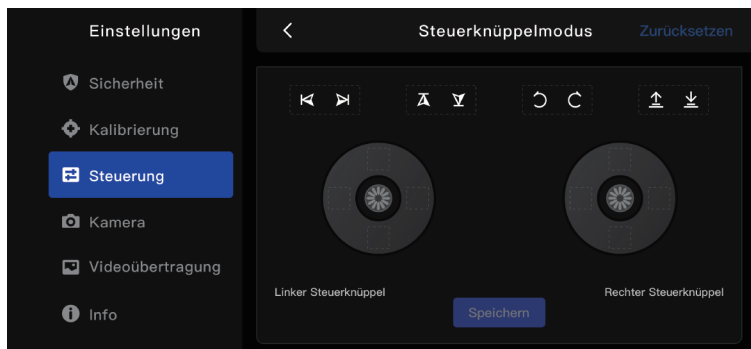 Einstellungen
Steuerknüppelmodus
Zurücksetzen
Sicherheit
Kalibrierung
Steuerung
Kamera
Videoübertragung
Info
Linker Steuerknüppel
Rechter Steuerknüppel
Speichern